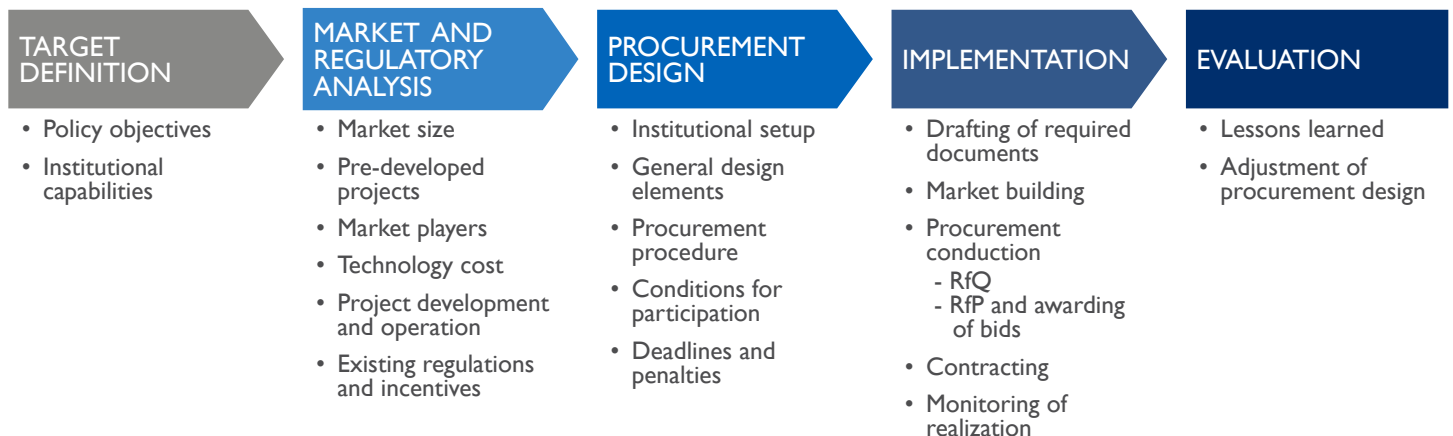 TARGET
DEFINITION
• Policy objectives
• Institutional
capabilities
MARKET AND
REGULATORY
ANALYSIS
• Market size
• Pre-developed
projects
• Market players
• Technology cost
• Project development
and operation
• Existing regulations
and incentives
PROCUREMENT
DESIGN
• Institutional setup
• General design
elements
• Procurement
procedure
• Conditions for
participation
• Deadlines and
penalties
IMPLEMENTATION
• Drafting of required
documents
• Market building
• Procurement
conduction
- RfQ
- RfP and awarding
of bids
• Contracting
• Monitoring of
realization
EVALUATION
• Lessons learned
• Adjustment of
procurement design